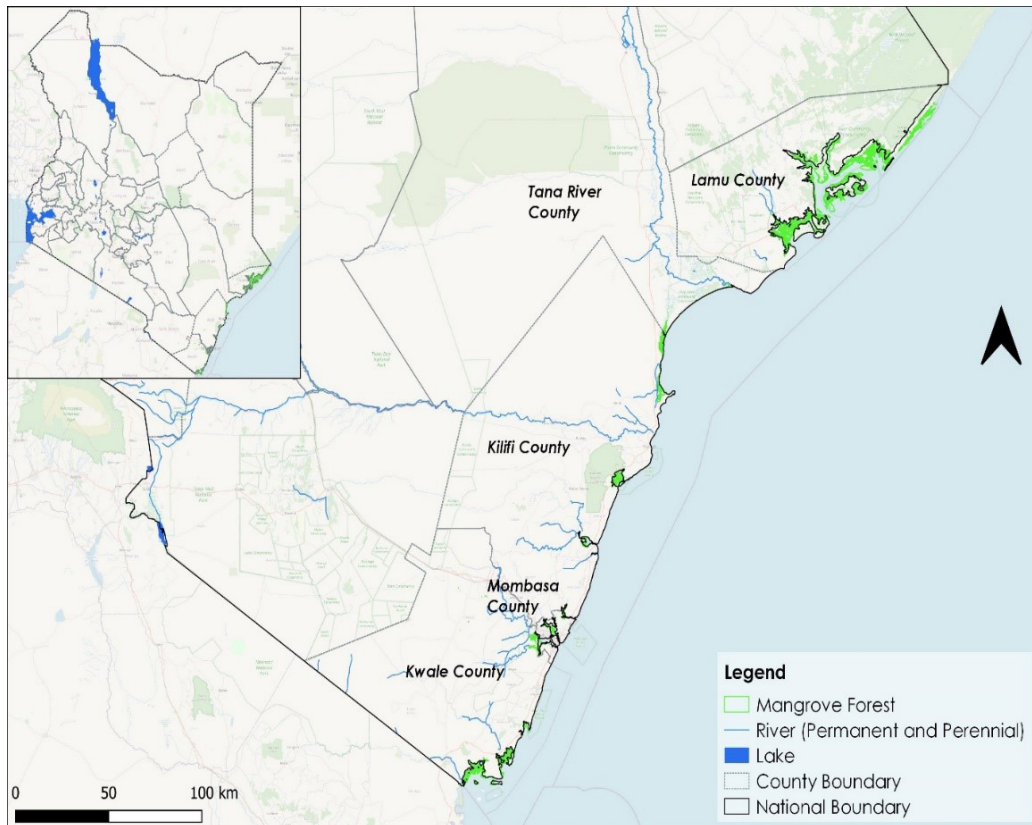 Tana River
County
Lamu County
Kilifi County
Mombasa
County
Kwale County
Legend
Mangrove Forest
River (Permanent and Perennial)
Lake
County Boundary
National Boundary
0 50 100 km